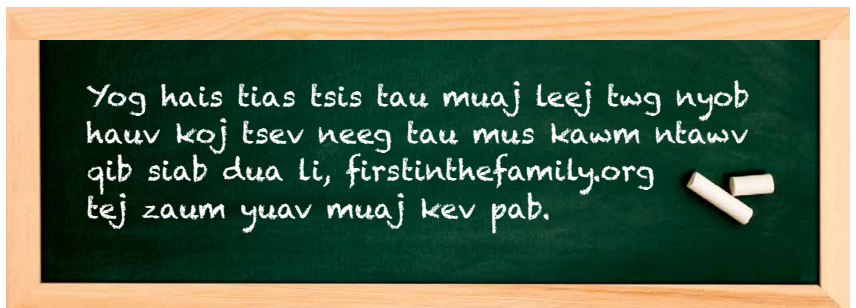 Yog hais tias tsis tau muaj leej twg nyob
hauv koj tsev neeg tau mus kawm ntawv
qib siab dua li, firstinthefamily.org
tej zaum yuav muaj kev pab.